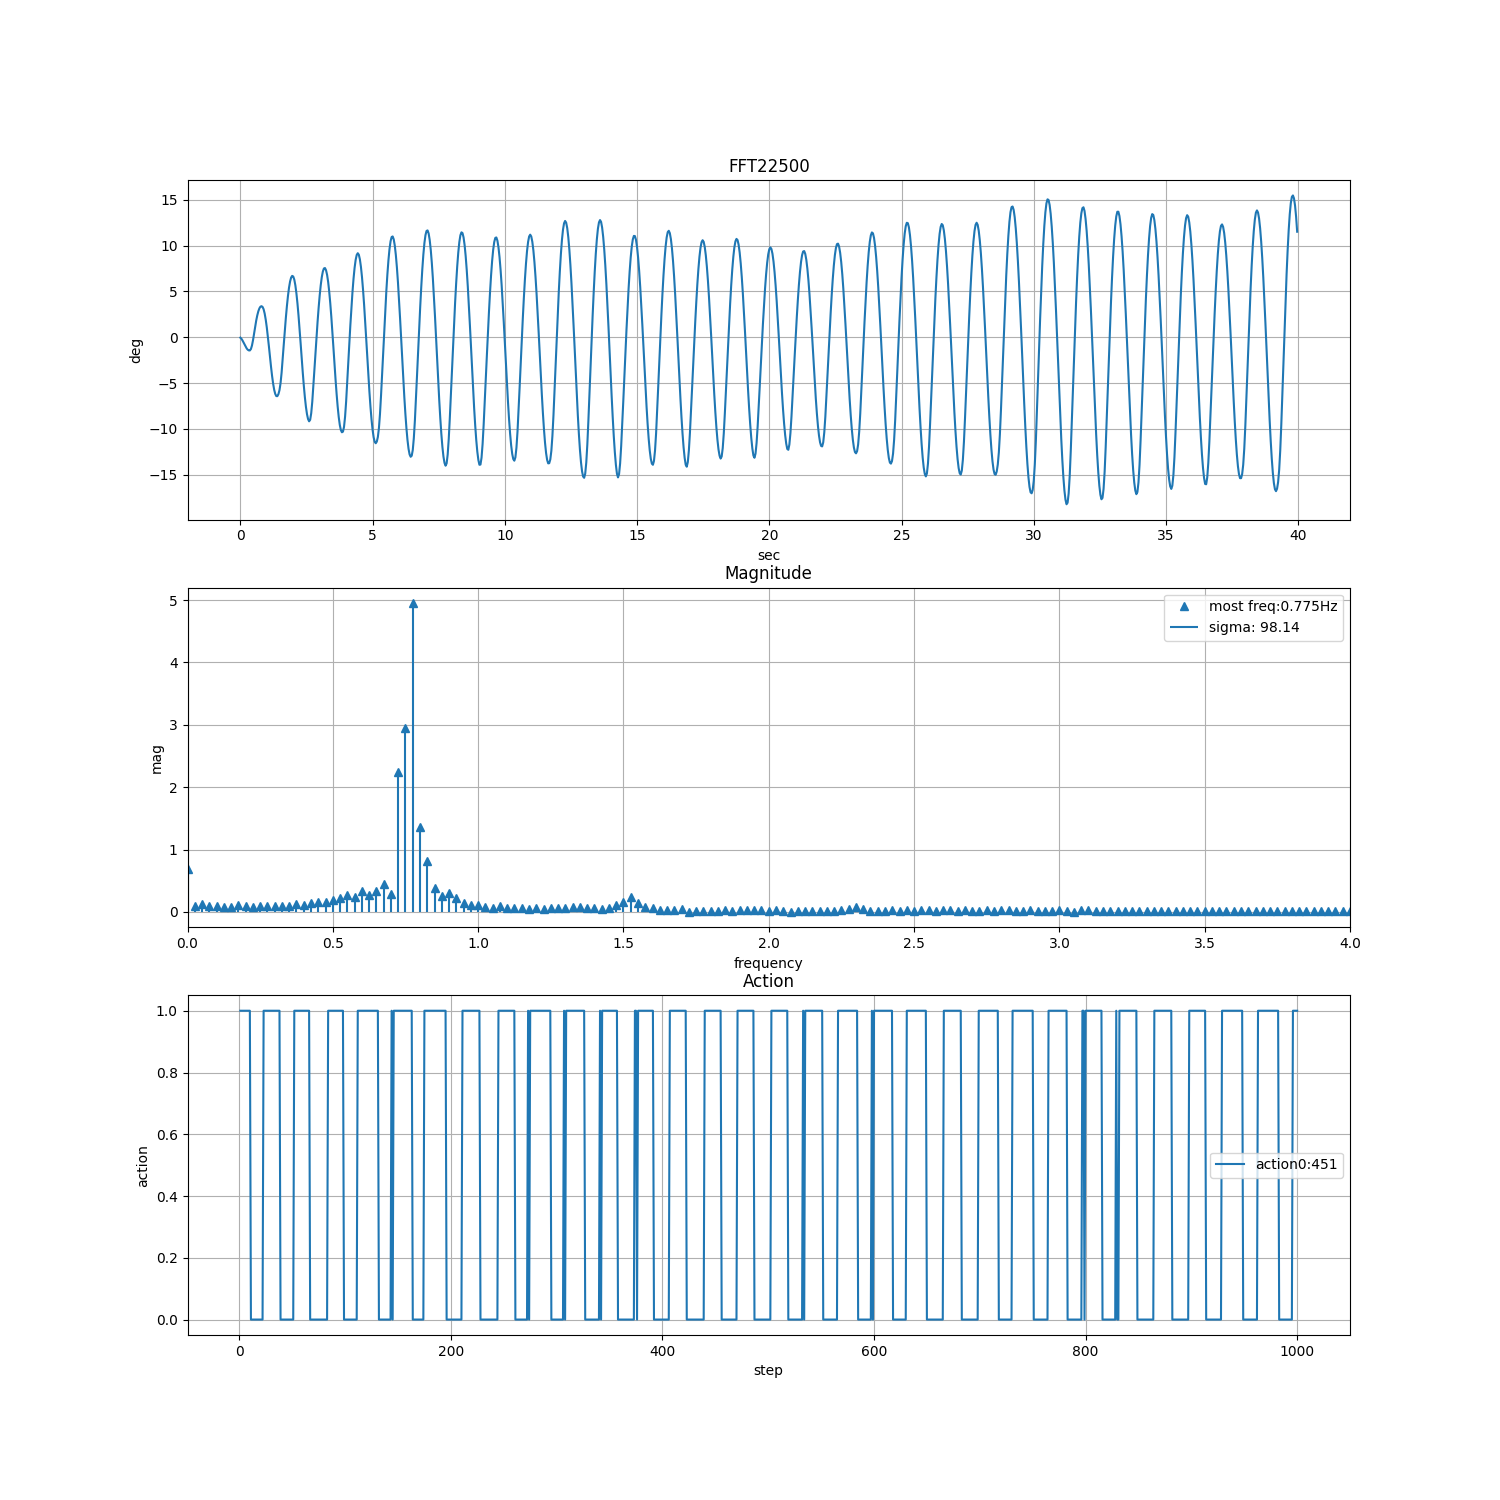 FFT22500
15
10
5
0
−5
−10
−15
deg
0 5 10 15 20 25 30 35 40
sec
Magnitude
5
4
3
2
1
0
mag
most freq:0.775Hz
sigma: 98.14
0.0 0.5 1.0 1.5 2.0 2.5 3.0 3.5 4.0
frequency
Action
1.0
0.8
0.6
0.4
0.2
0.0
action
action0:451
0 200 400 600 800 1000
step